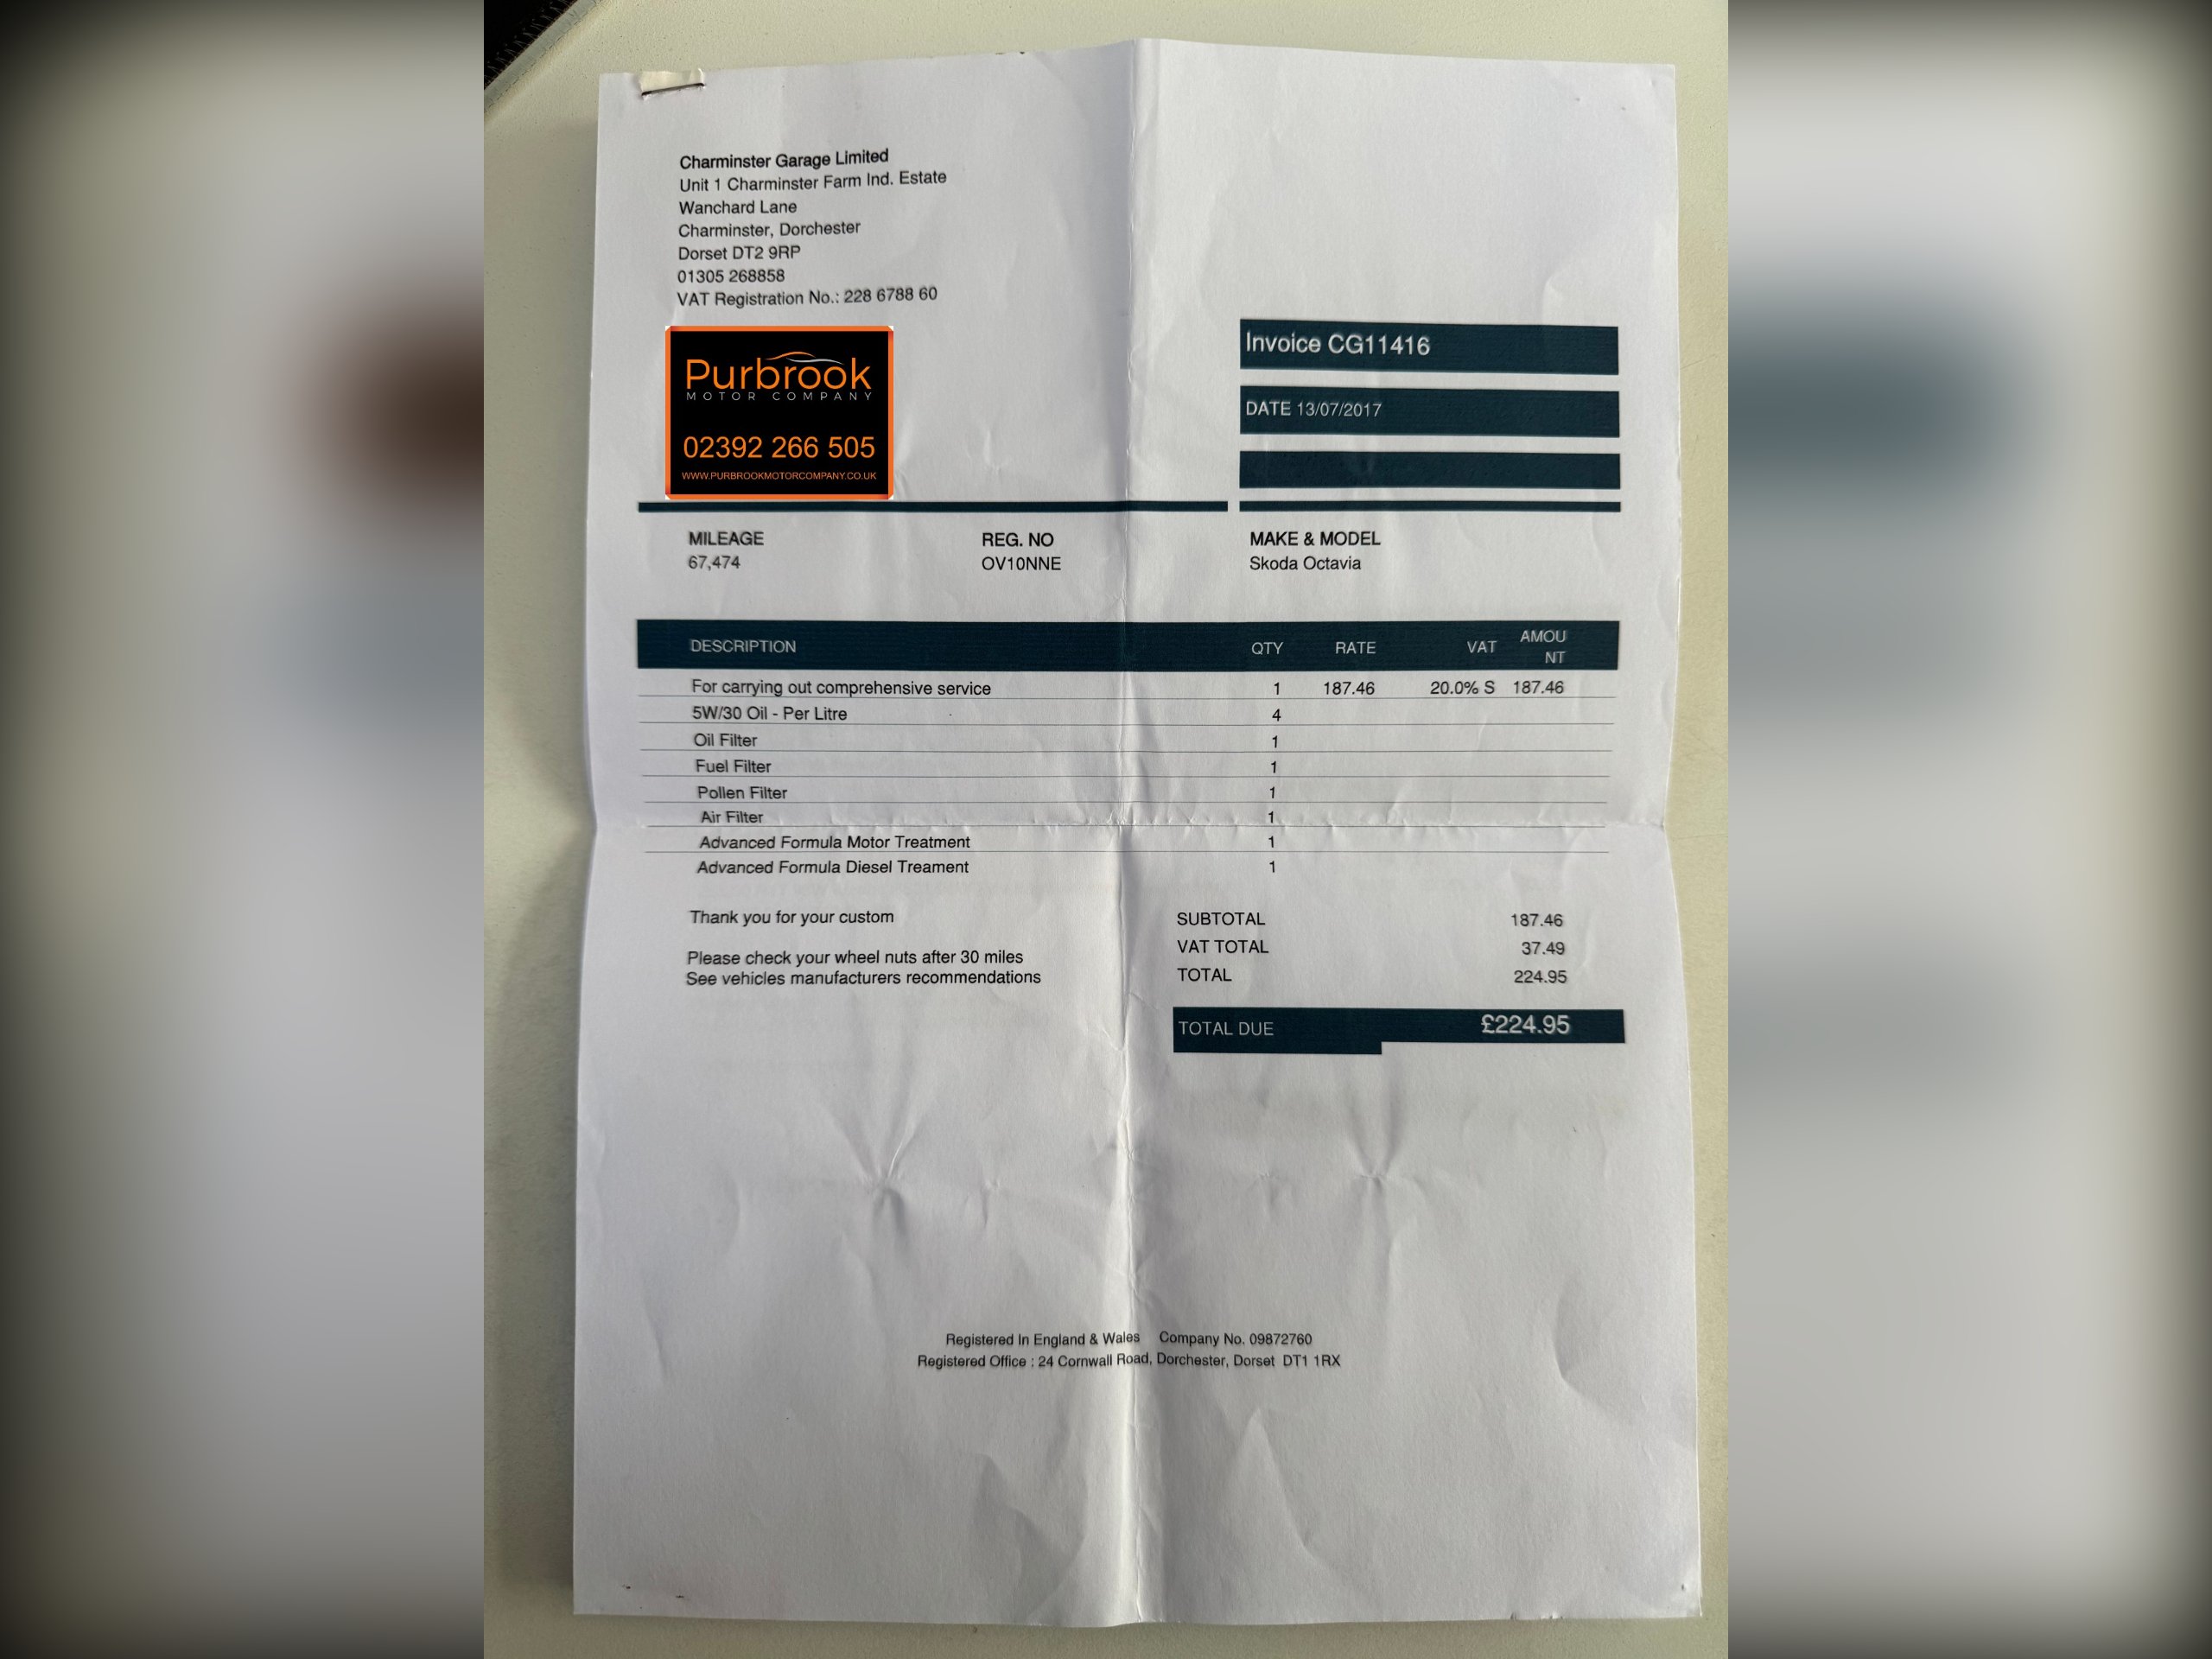 Charminster Garage Limited
Unit 1 Charminster Farm Ind. Estate
Wanchard Lane
Charminster, Dorchester
Dorset DT2 9RP
01305 268858
VAT Registration No.: 228 6788 60
Purbrook
MOTOR COMPANY
02392 266 505
WWW.PURBROOKMOTORCOMPANY.CO.UK
Invoice CG11416
DATE 13/07/2017
MILEAGE REG. NO MAKE & MODEL
67,474 OV10NNE Skoda Octavia
DESCRIPTION QTY RATE VAT AMOU
NT
For carrying out comprehensive service 1 187.46 20.0% S 187.46
5W/30 Oil - Per Litre 4
Oil Filter 1
Fuel Filter 1
Pollen Filter 1
Air Filter 1
Advanced Formula Motor Treatment 1
Advanced Formula Diesel Treament 1
Thank you for your custom
Please check your wheel nuts after 30 miles
See vehicles manufacturers recommendations
SUBTOTAL 187.46
VAT TOTAL 37.49
TOTAL 224.95
TOTAL DUE £224.95
Registered In England & Wales Company No. 09872760
Registered Office : 24 Cornwall Road, Dorchester, Dorset DT1 1RX